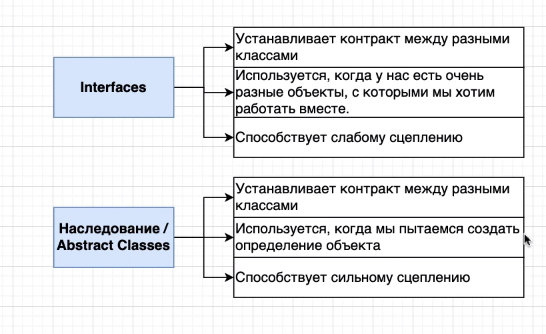 Interfaces
Устанавливает контракт между разными
классами
Используется, когда у нас есть очень
разные объекты, с которыми мы хотим
работать вместе.
Способствует слабому сцеплению
Наследование /
Abstract Classes
Устанавливает контракт между разными
классами
Используется, когда мы пытаемся создать
определение объекта
Способствует сильному сцеплению